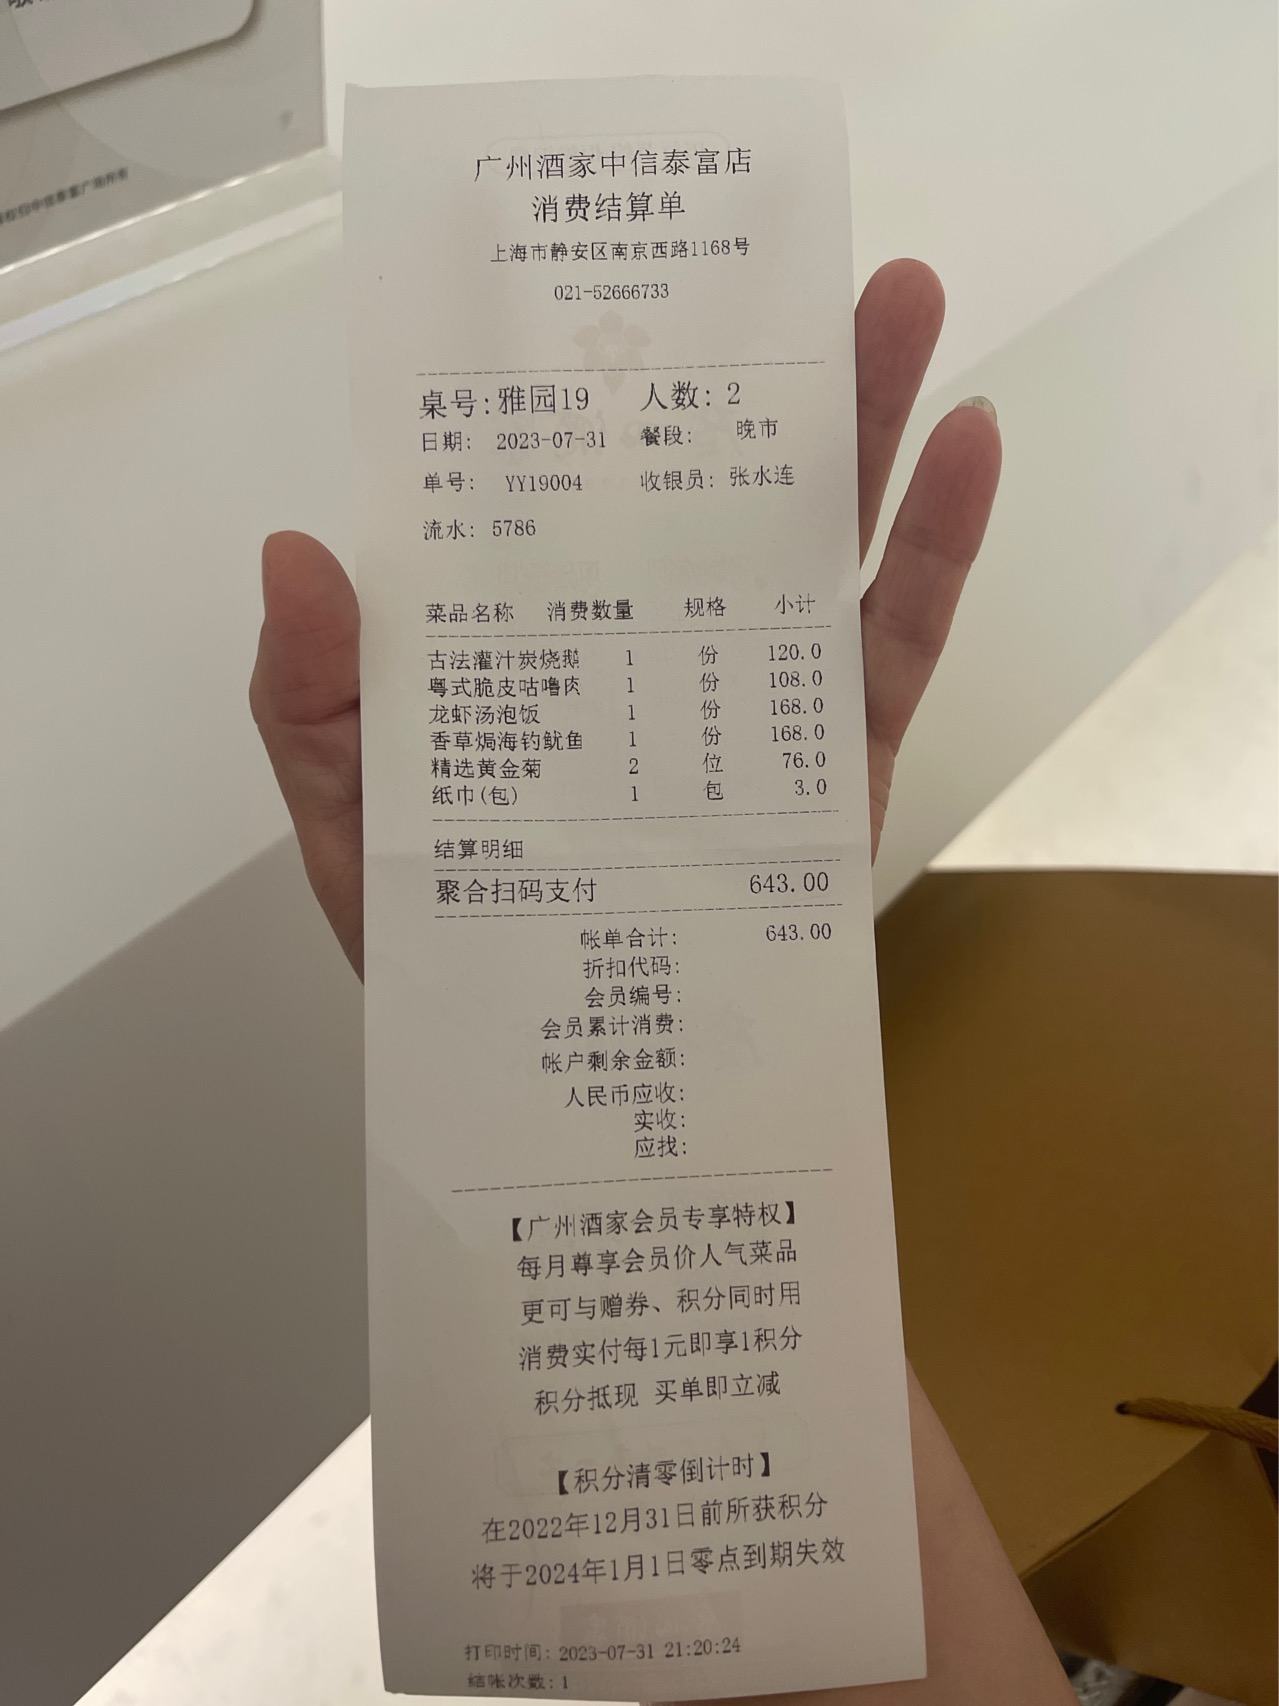 中信泰富广场所有
广州酒家中信泰富店
消费结算单
上海市静安区南京西路1168号
021-52666733
桌号:雅园19 人数: 2
日期: 2023-07-31 餐段: 晚市
单号: YY19004 收银员: 张水连
流水: 5786
菜品名称 消费数量 规格 小计
古法灌汁炭烧鹅 1 份 120.0
粤式脆皮咕噜肉 1 份 108.0
龙虾汤泡饭 1 份 168.0
香草焗海钓鱿鱼 1 份 168.0
精选黄金菊 2 位 76.0
纸巾(包) 1 包 3.0
结算明细
聚合扫码支付 643.00
帐单合计: 643.00
折扣代码:
会员编号:
会员累计消费:
帐户剩余金额:
人民币应收:
实收:
应找:
【广州酒家会员专享特权】
每月尊享会员价人气菜品
更可与赠券、积分同时用
消费实付每1元即享1积分
积分抵现 买单即立减
【积分清零倒计时】
在2022年12月31日前所获积分
将于2024年1月1日零点到期失效
打印时间: 2023-07-31 21:20:24
结帐次数: 1